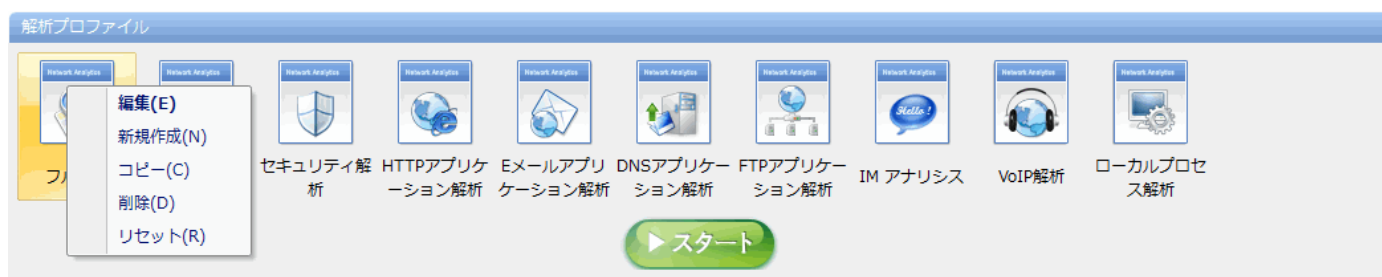 解析プロファイル
Network Analytics Network Analytics Network Analytics Network Analytics Network Analytics Network Analytics Network Analytics Network Analytics Network Analytics Network Analytics
Hello !
編集(E)
新規作成(N)
コピー(C)
削除(D)
リセット(R)
フル
セキュリティ解
析
HTTPアプリケ
ーション解析
Eメールアプリ
ケーション解析
DNSアプリケー
ション解析
FTPアプリケー
ション解析
IM アナリシス
VoIP解析
ローカルプロセ
ス解析
スタート